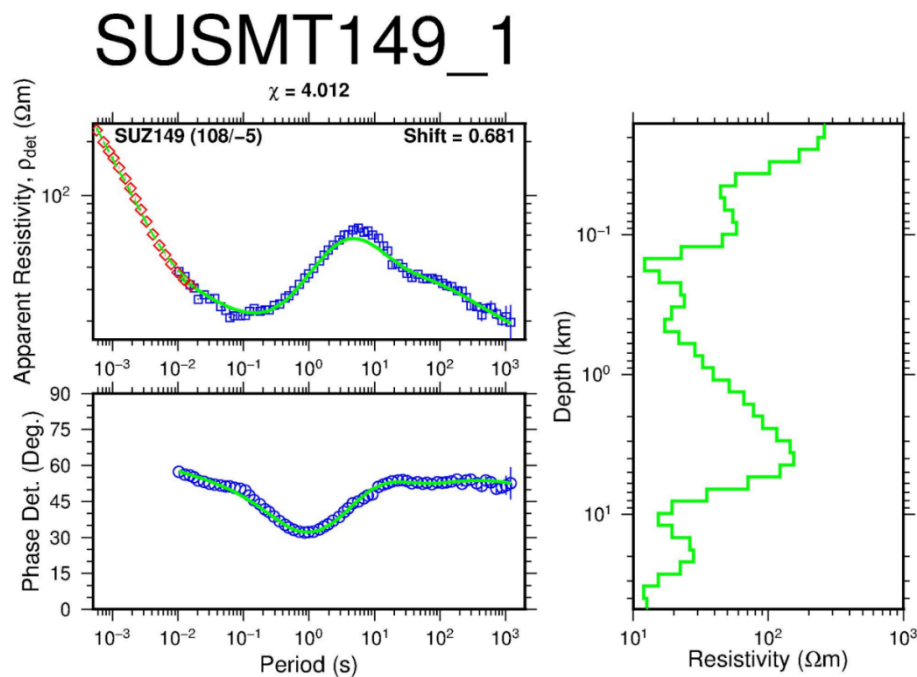 SUSMT149_1
χ = 4.012
SUZ149 (108/−5) Shift = 0.681
Apparent Resistivity, ρdet (Ωm)
10²
10⁻³ 10⁻² 10⁻¹ 10⁰ 10¹ 10² 10³
Phase Det. (Deg.)
90
75
60
45
30
15
0
10⁻³ 10⁻² 10⁻¹ 10⁰ 10¹ 10² 10³
Period (s)
Depth (km)
10⁻¹
10⁰
10¹
10¹ 10² 10³
Resistivity (Ωm)